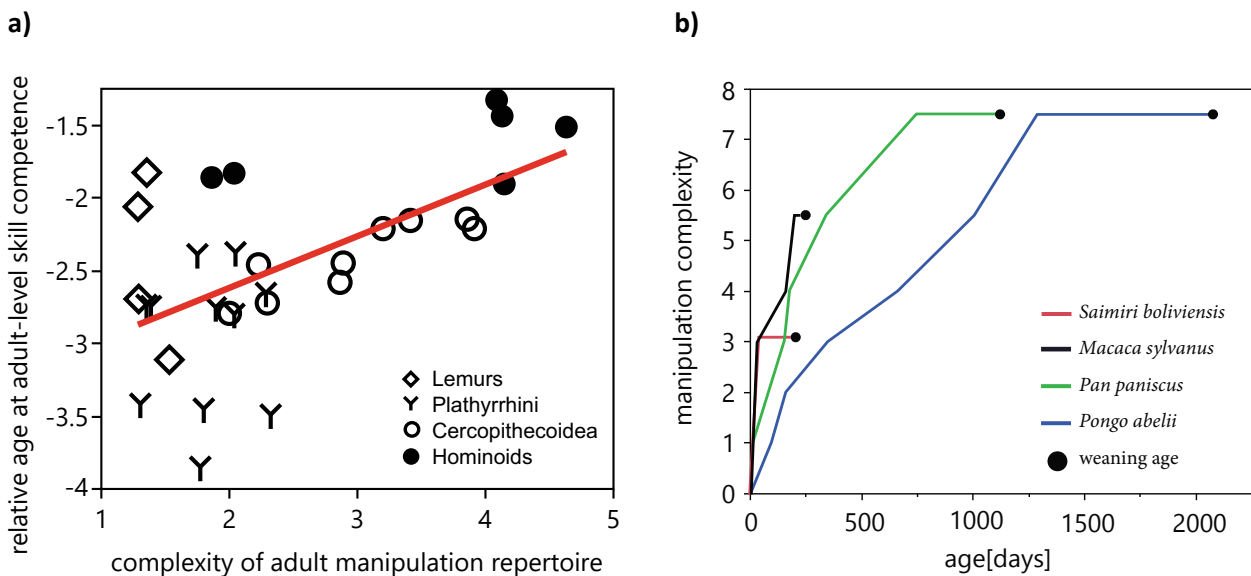 a)
relative age at adult-level skill competence
-1.5
-2
-2.5
-3
-3.5
-4
1
2
3
4
5
complexity of adult manipulation repertoire
Lemurs
Plathyrrhini
Cercopithecoidea
Hominoids
b)
manipulation complexity
8
7
6
5
4
3
2
1
0
0
500
1000
1500
2000
age[days]
Saimiri boliviensis
Macaca sylvanus
Pan paniscus
Pongo abelii
weaning age